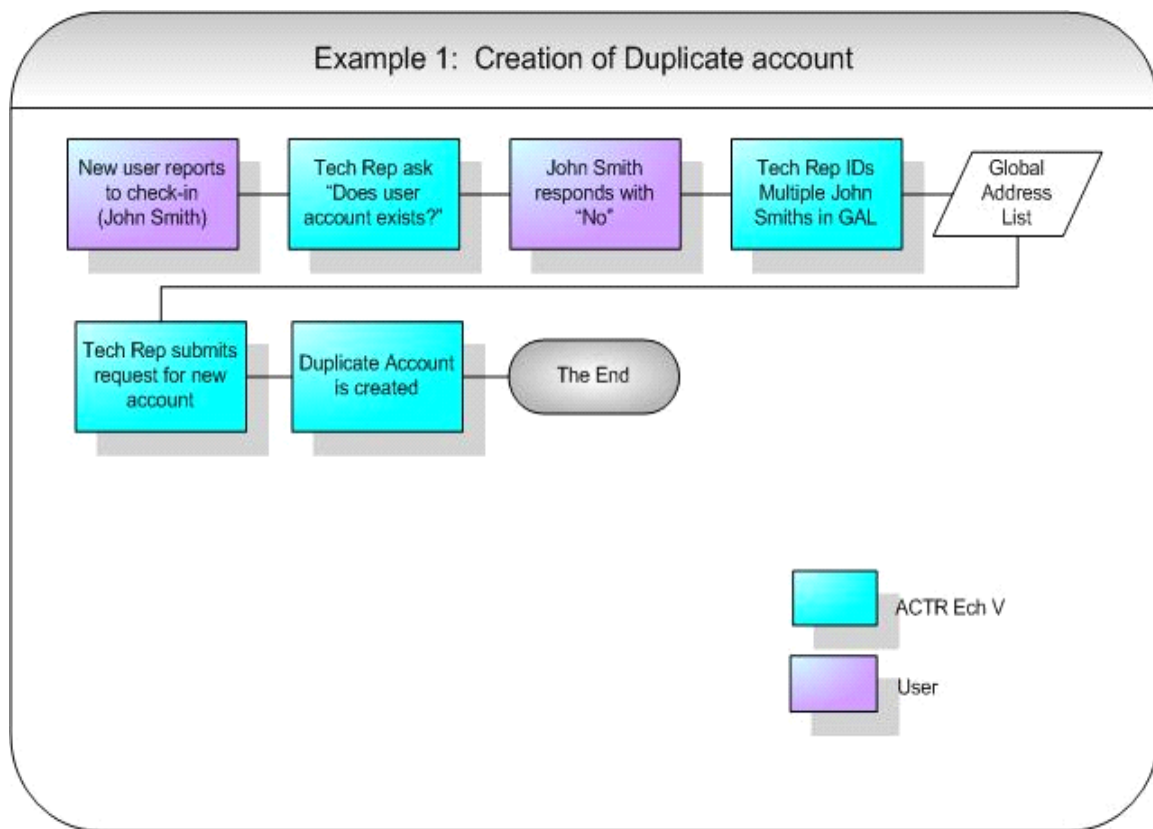 Example 1: Creation of Duplicate account
New user reports
to check-in
(John Smith)
Tech Rep ask
“Does user
account exists?”
John Smith
responds with
“No”
Tech Rep IDs
Multiple John
Smiths in GAL
Global
Address
List
Tech Rep submits
request for new
account
Duplicate Account
is created
The End
ACTR Ech V
User